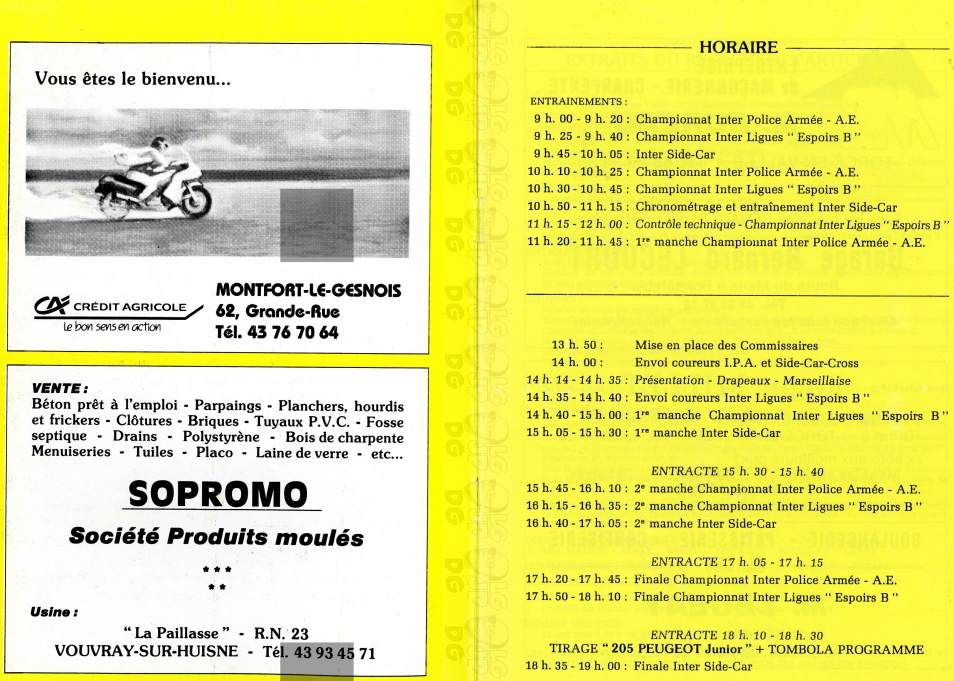 Vous êtes le bienvenu...
CA CRÉDIT AGRICOLE
Le bon sens en action
MONTFORT-LE-GESNOIS
62, Grande-Rue
Tél. 43 76 70 64
VENTE :
Béton prêt à l'emploi - Parpaings - Planchers, hourdis
et frickers - Clôtures - Briques - Tuyaux P.V.C. - Fosse
septique - Drains - Polystyrène - Bois de charpente
Menuiseries - Tuiles - Placo - Laine de verre - etc...
SOPROMO
Société Produits moulés
* * *
* *
Usine :
" La Paillasse " - R.N. 23
VOUVRAY-SUR-HUISNE - Tél. 43 93 45 71
HORAIRE
ENTRAINEMENTS :
9 h. 00 - 9 h. 20 : Championnat Inter Police Armée - A.E.
9 h. 25 - 9 h. 40 : Championnat Inter Ligues " Espoirs B "
9 h. 45 - 10 h. 05 : Inter Side-Car
10 h. 10 - 10 h. 25 : Championnat Inter Police Armée - A.E.
10 h. 30 - 10 h. 45 : Championnat Inter Ligues " Espoirs B "
10 h. 50 - 11 h. 15 : Chronométrage et entraînement Inter Side-Car
11 h. 15 - 12 h. 00 : Contrôle technique - Championnat Inter Ligues " Espoirs B "
11 h. 20 - 11 h. 45 : 1re manche Championnat Inter Police Armée - A.E.
13 h. 50 : Mise en place des Commissaires
14 h. 00 : Envoi coureurs I.P.A. et Side-Car-Cross
14 h. 14 - 14 h. 35 : Présentation - Drapeaux - Marseillaise
14 h. 35 - 14 h. 40 : Envoi coureurs Inter Ligues " Espoirs B "
14 h. 40 - 15 h. 00 : 1re manche Championnat Inter Ligues " Espoirs B "
15 h. 05 - 15 h. 30 : 1re manche Inter Side-Car
ENTRACTE 15 h. 30 - 15 h. 40
15 h. 45 - 16 h. 10 : 2e manche Championnat Inter Police Armée - A.E.
16 h. 15 - 16 h. 35 : 2e manche Championnat Inter Ligues " Espoirs B "
16 h. 40 - 17 h. 05 : 2e manche Inter Side-Car
ENTRACTE 17 h. 05 - 17 h. 15
17 h. 20 - 17 h. 45 : Finale Championnat Inter Police Armée - A.E.
17 h. 50 - 18 h. 10 : Finale Championnat Inter Ligues " Espoirs B "
ENTRACTE 18 h. 10 - 18 h. 30
TIRAGE " 205 PEUGEOT Junior " + TOMBOLA PROGRAMME
18 h. 35 - 19 h. 00 : Finale Inter Side-Car